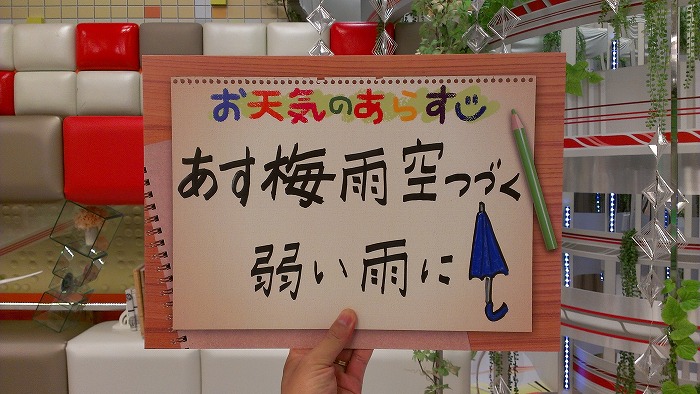 お天気のあらすじ
あす梅雨空つづく
弱い雨に